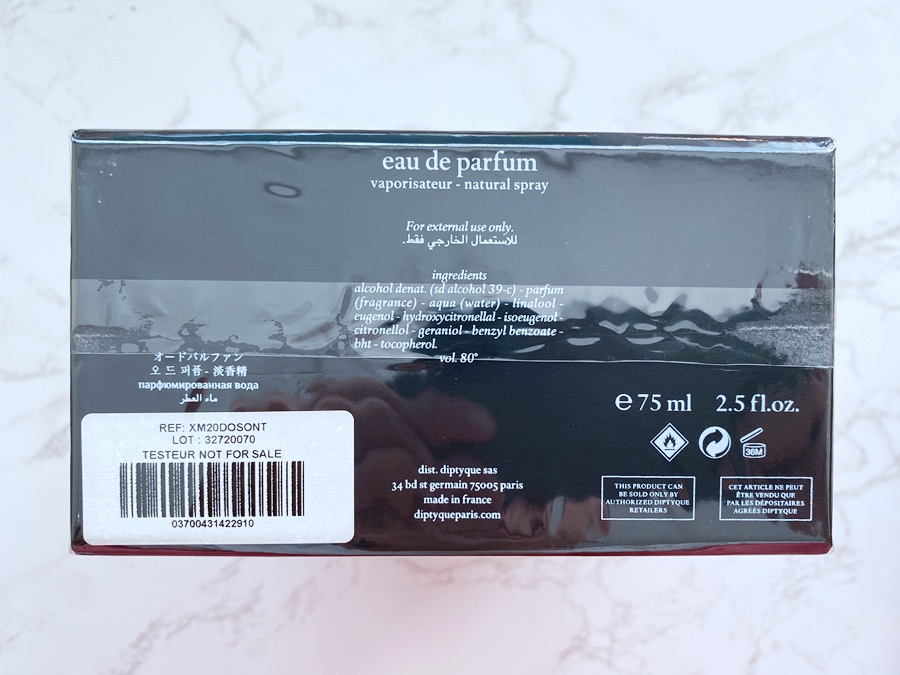 eau de parfum
vaporisateur - natural spray
For external use only.
للاستعمال الخارجي فقط.
ingredients
alcohol denat. (sd alcohol 39-c) - parfum
(fragrance) - aqua (water) - linalool -
eugenol - hydroxycitronellal - isoeugenol -
citronellol - geraniol - benzyl benzoate -
bht - tocopherol.
vol. 80°
オードパルファン
오 드 퍼퓸 - 淡香精
парфюмированная вода
ماء العطر
REF: XM20DOSONT
LOT : 32720070
TESTEUR NOT FOR SALE
03700431422910
dist. diptyque sas
34 bd st germain 75005 paris
made in france
diptyqueparis.com
℮ 75 ml 2.5 fl.oz.
36M
THIS PRODUCT CAN
BE SOLD ONLY BY
AUTHORIZED DIPTYQUE
RETAILERS
CET ARTICLE NE PEUT
ÊTRE VENDU QUE
PAR LES DÉPOSITAIRES
AGRÉÉS DIPTYQUE